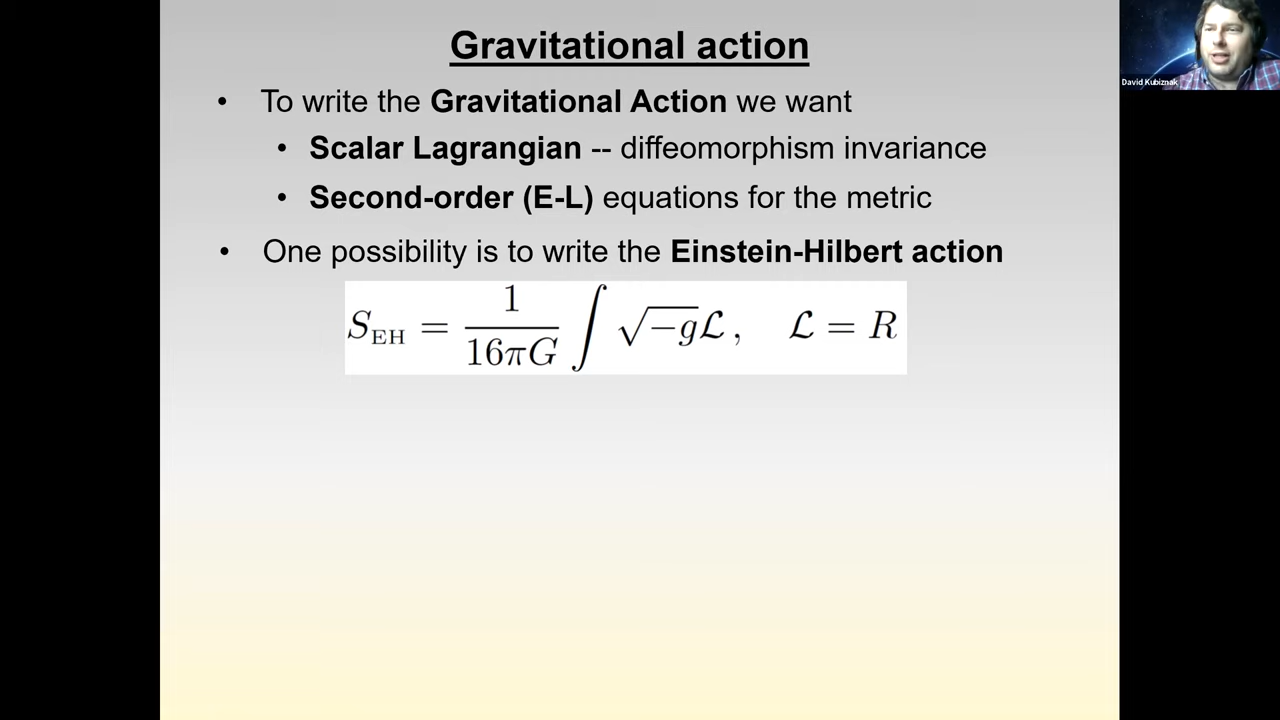 Gravitational action
• To write the Gravitational Action we want
• Scalar Lagrangian -- diffeomorphism invariance
• Second-order (E-L) equations for the metric
• One possibility is to write the Einstein-Hilbert action
S_EH = 1/16πG ∫ √−g ℒ , ℒ = R
David Kubiznak